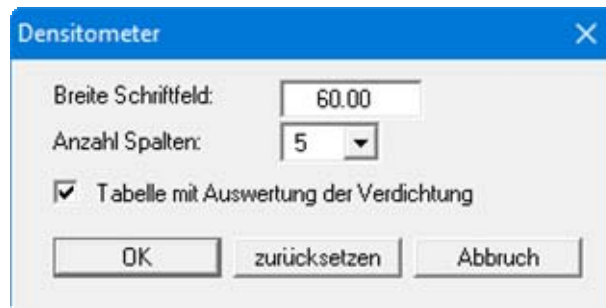 Densitometer
Breite Schriftfeld: 60.00
Anzahl Spalten: 5
Tabelle mit Auswertung der Verdichtung
OK zurücksetzen Abbruch